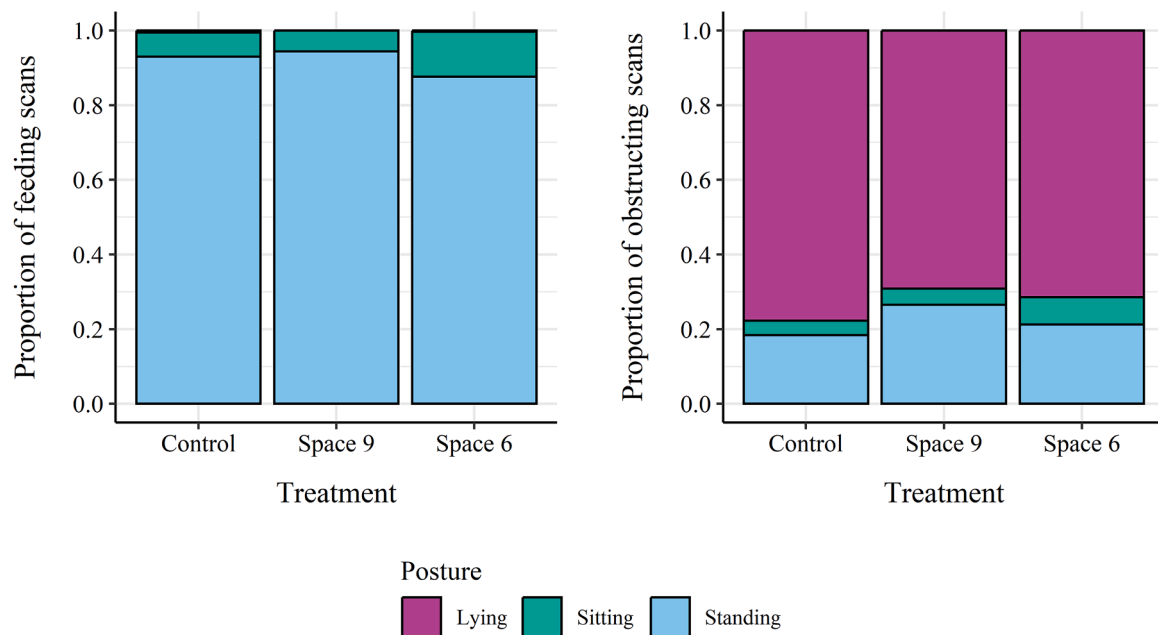 Proportion of feeding scans
1.0
0.8
0.6
0.4
0.2
0.0
Control Space 9 Space 6
Treatment
Proportion of obstructing scans
1.0
0.8
0.6
0.4
0.2
0.0
Control Space 9 Space 6
Treatment
Posture
Lying Sitting Standing